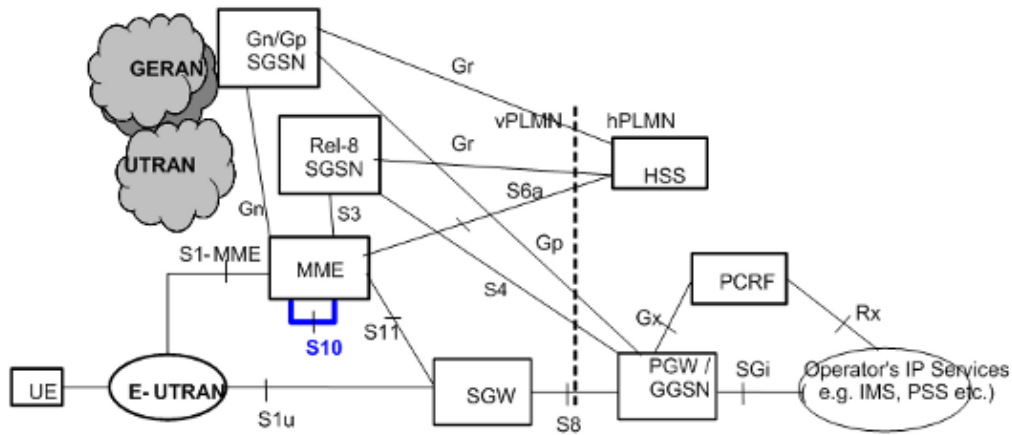 Gn/Gp
SGSN
GERAN
Gr
vPLMN
hPLMN
Rel-8
SGSN
Gr
HSS
UTRAN
S6a
Gn
S3
Gp
S1-MME
MME
S4
PCRF
S10
S11
Gx
Rx
UE
E-UTRAN
S1u
SGW
S8
PGW /
GGSN
SGi
Operator's IP Services
(e.g. IMS, PSS etc.)